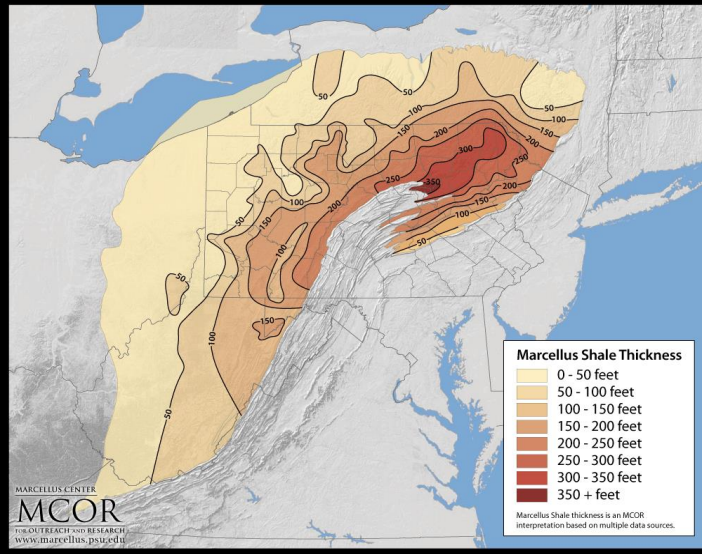 50
50
100
50
100
150
150
200
200
300
250
250
350
200
150
100
50
100
200
50
150
100
50
150
100
50
Marcellus Shale Thickness
0 - 50 feet
50 - 100 feet
100 - 150 feet
150 - 200 feet
200 - 250 feet
250 - 300 feet
300 - 350 feet
350 + feet
Marcellus Shale thickness is an MCOR
interpretation based on multiple data sources.
MARCELLUS CENTER
MCOR
FOR OUTREACH AND RESEARCH
www.marcellus.psu.edu